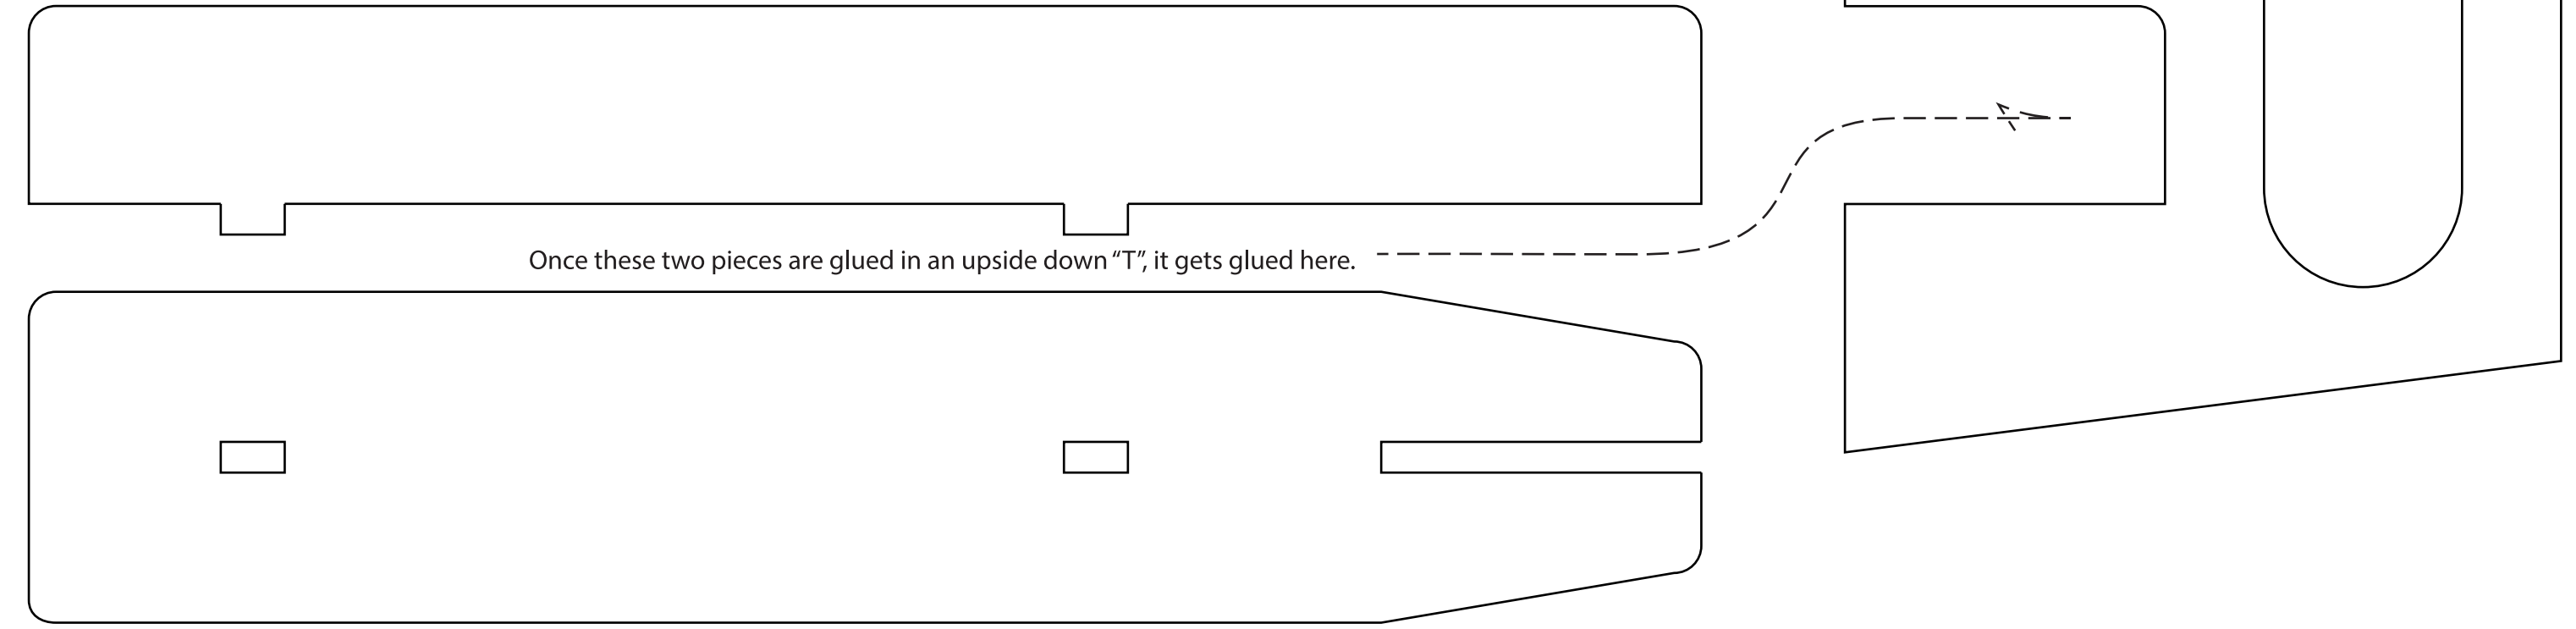 Once these two pieces are glued in an upside down “T”, it gets glued here.